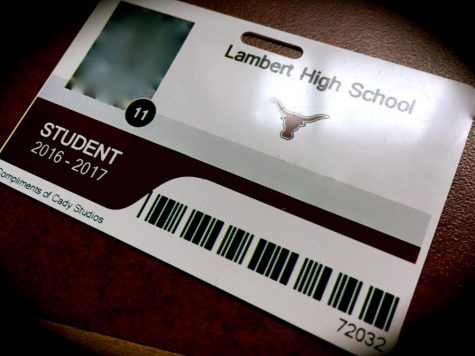 Lambert High School
11
STUDENT
2016 - 2017
Compliments of Cady Studios
72032